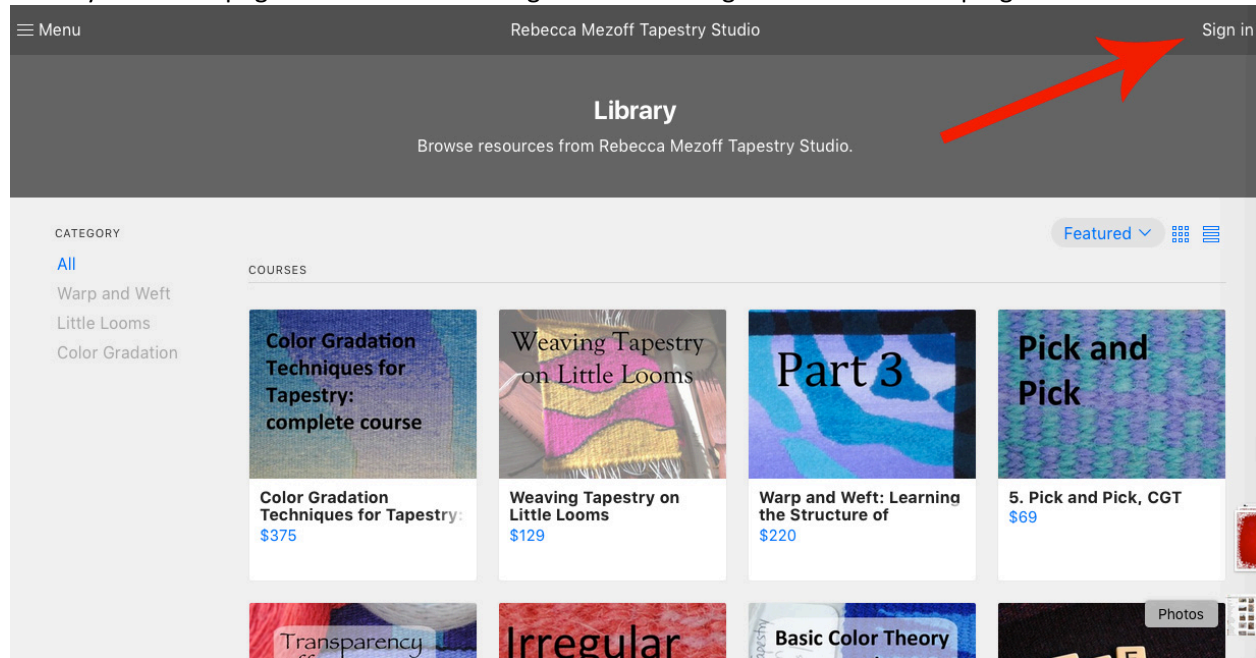 Menu
Rebecca Mezoff Tapestry Studio
Sign in
Library
Browse resources from Rebecca Mezoff Tapestry Studio.
CATEGORY
Featured
All
COURSES
Warp and Weft
Little Looms
Color Gradation
Color Gradation
Techniques for
Tapestry:
complete course
Weaving Tapestry
on Little Looms
Part 3
Pick and
Pick
Color Gradation
Techniques for Tapestry:
$375
Weaving Tapestry on
Little Looms
$129
Warp and Weft: Learning
the Structure of
$220
5. Pick and Pick, CGT
$69
Transparency
Irregular
Basic Color Theory
Photos